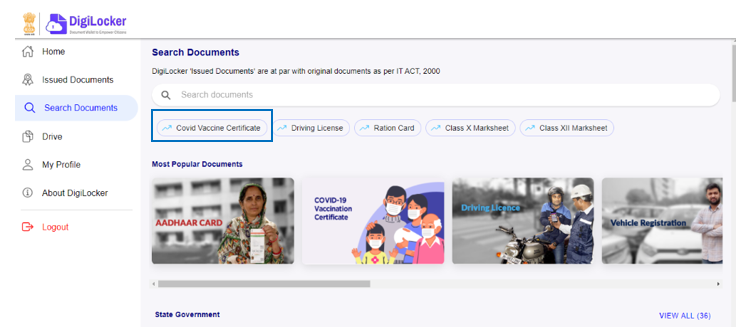 DigiLocker
Document Wallet to Empower Citizens
Home
Issued Documents
Search Documents
Drive
My Profile
About DigiLocker
Logout
Search Documents
DigiLocker 'Issued Documents' are at par with original documents as per IT ACT, 2000
Search documents
Covid Vaccine Certificate
Driving License
Ration Card
Class X Marksheet
Class XII Marksheet
Most Popular Documents
AADHAAR CARD
COVID-19
Vaccination
Certificate
Driving Licence
Vehicle Registration
State Government
VIEW ALL (36)